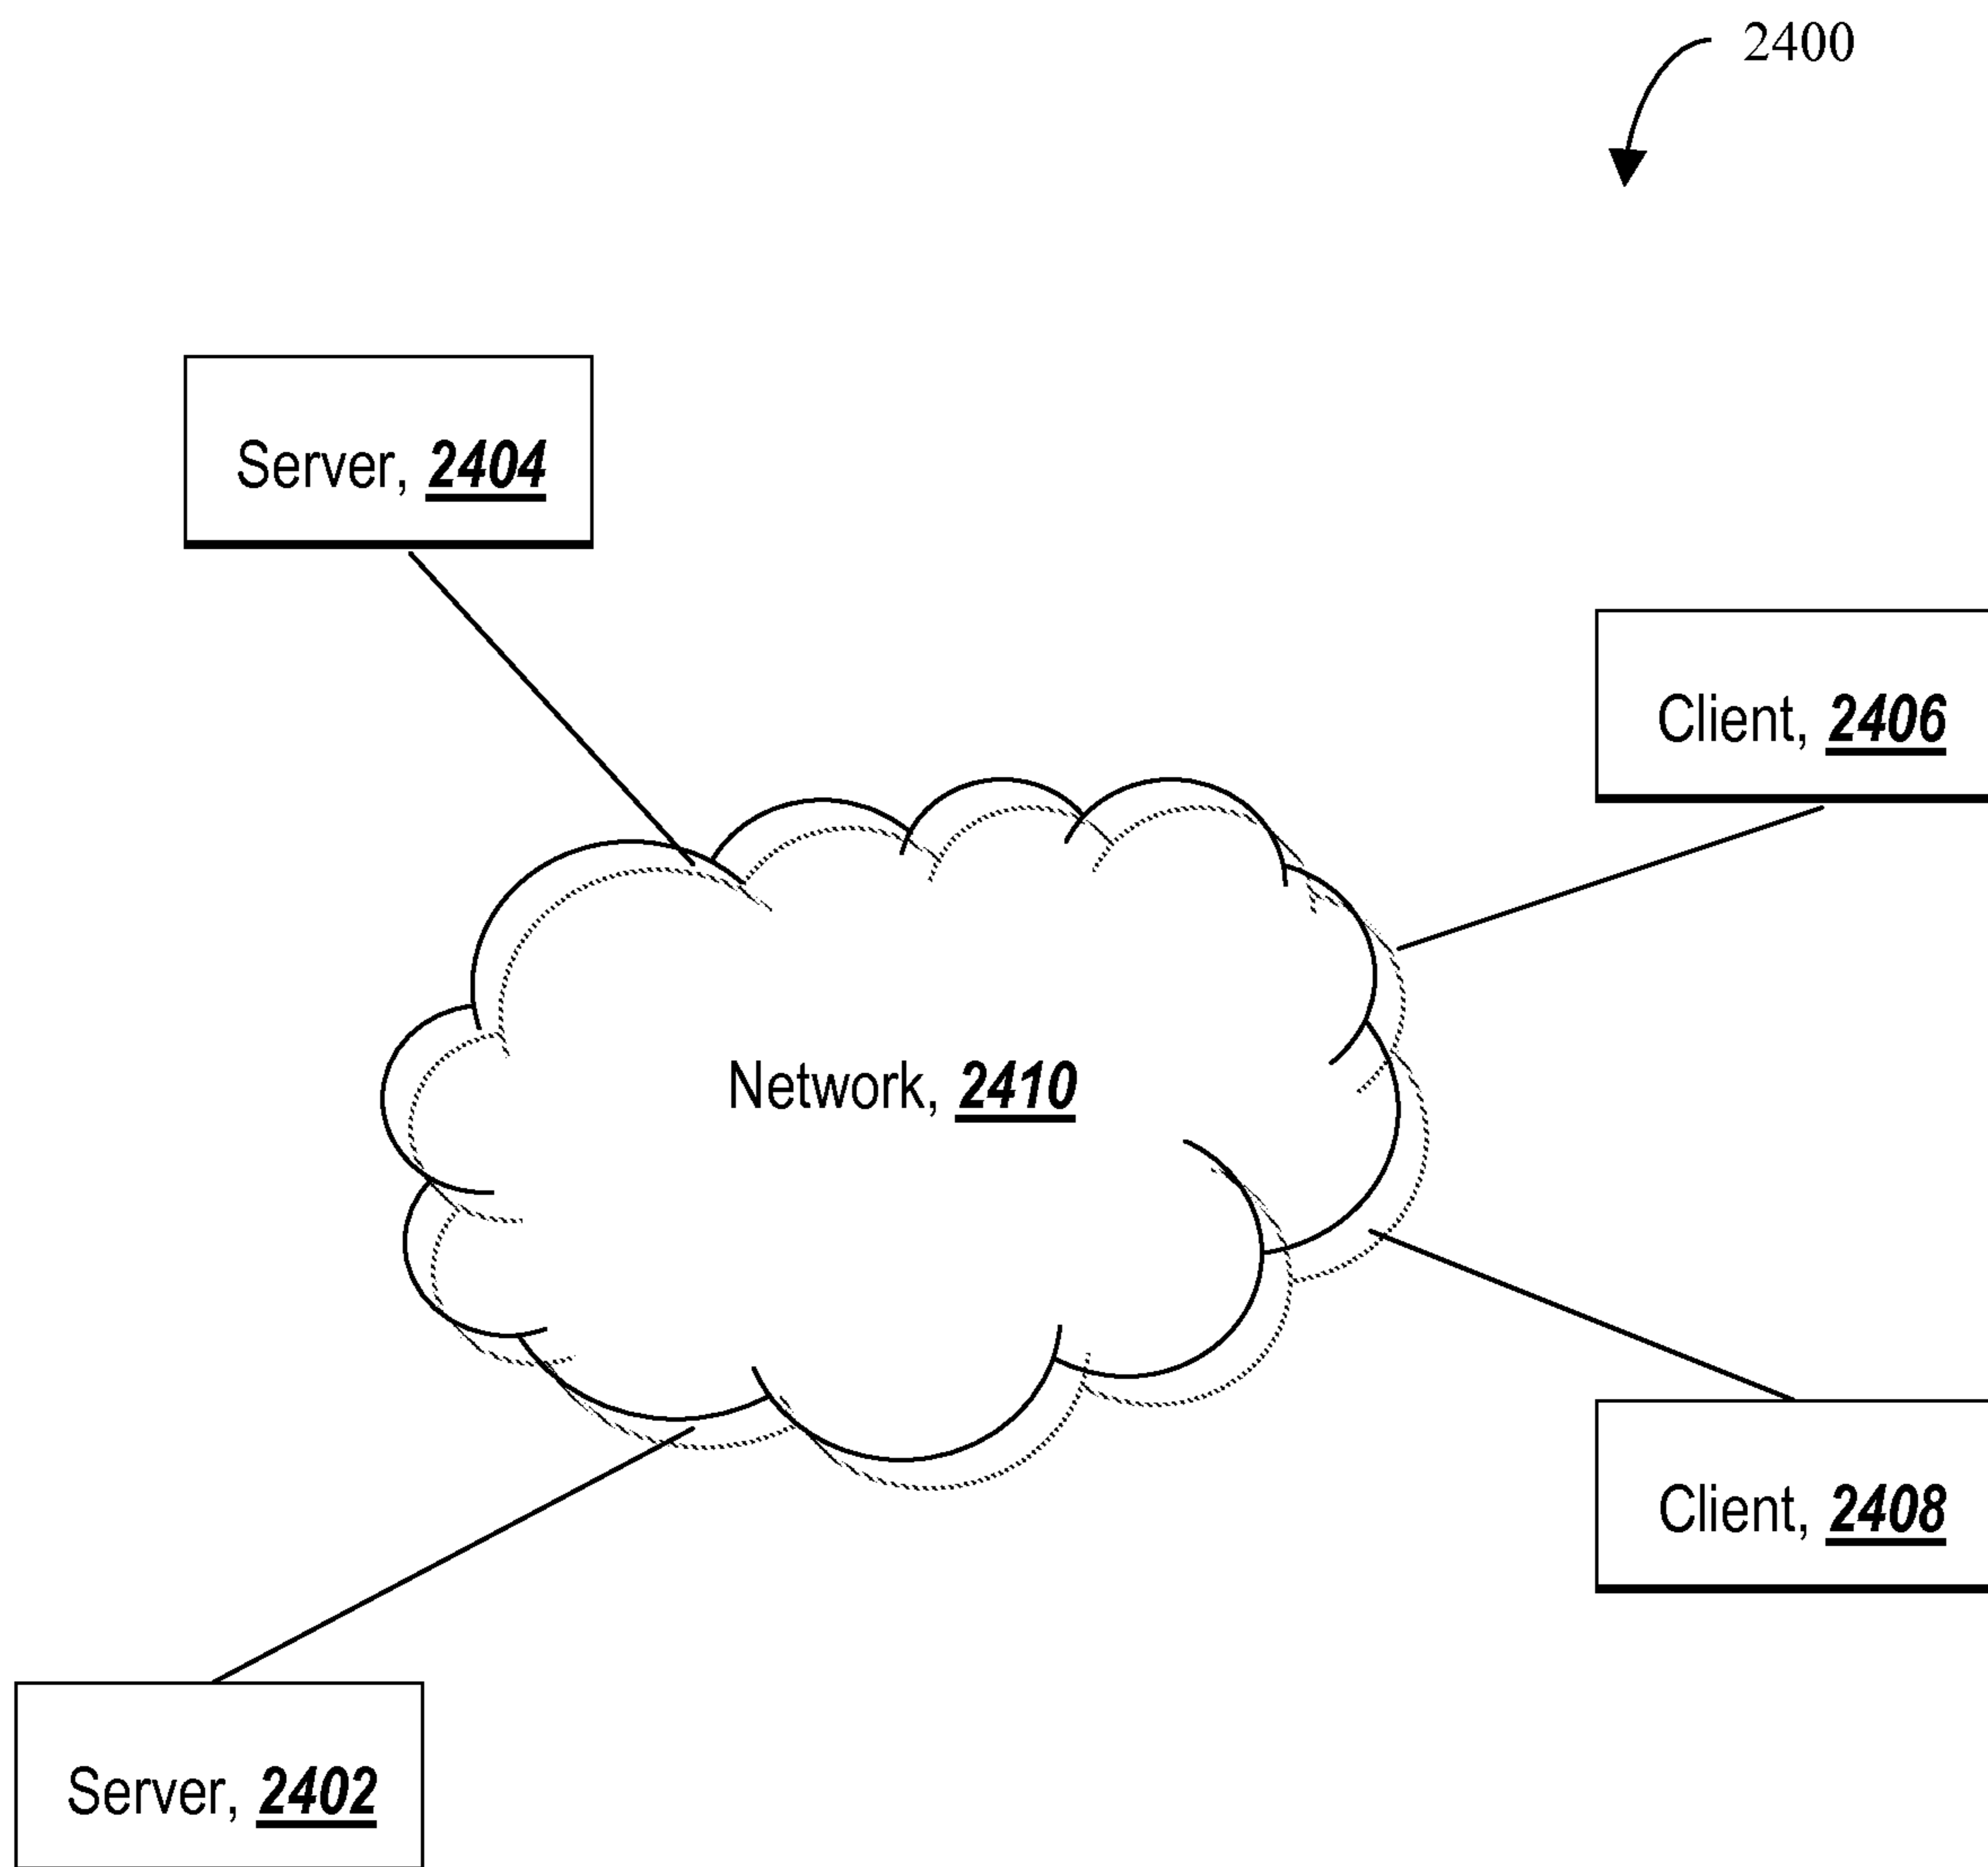 2400
Server, 2404
Client, 2406
Network, 2410
Client, 2408
Server, 2402